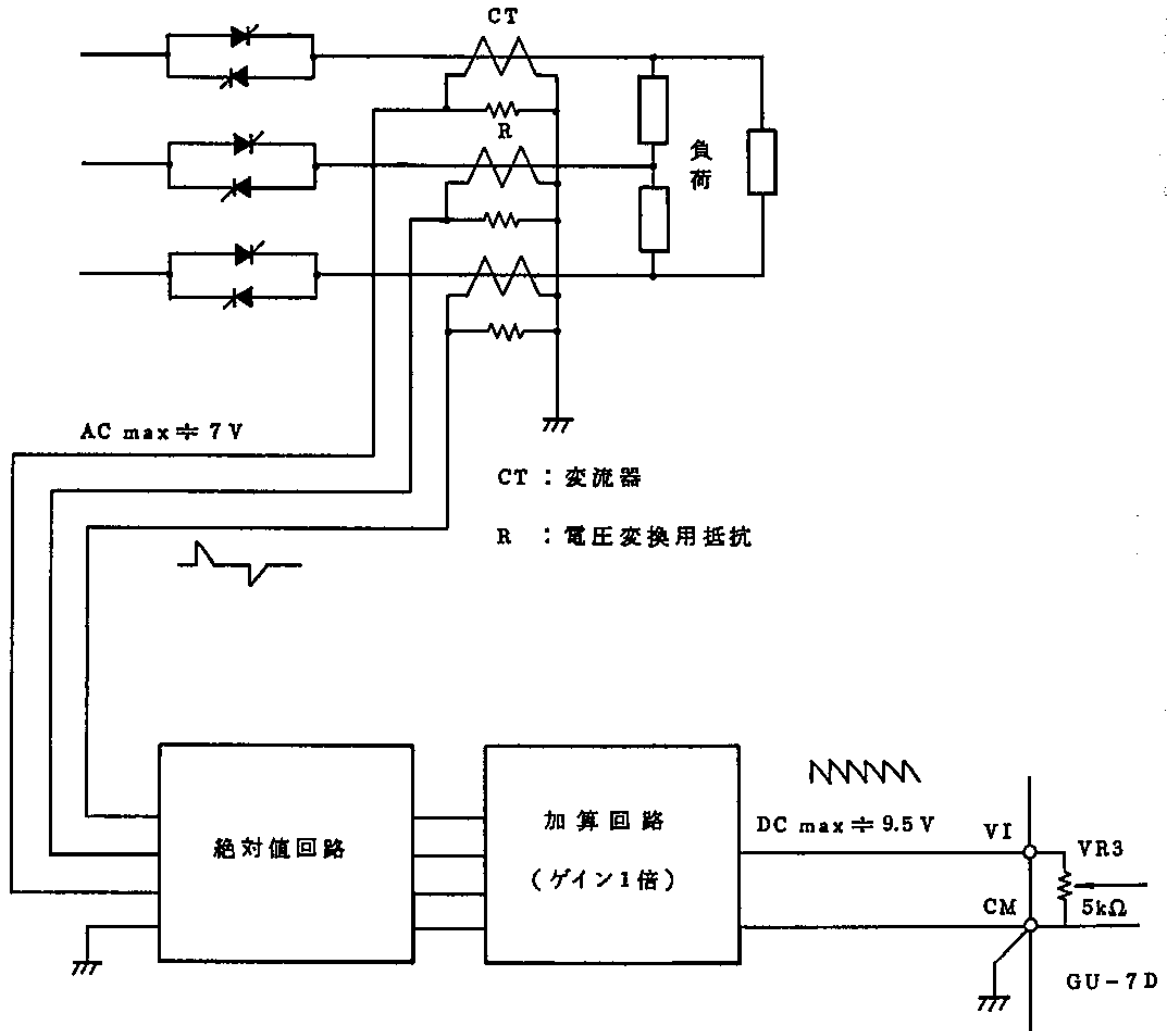 CT
R
負荷
AC max≒7V
CT：変流器
R：電圧変換用抵抗
絶対値回路
加算回路
（ゲイン1倍）
DC max≒9.5V
VI
VR3
5kΩ
CM
GU-7D